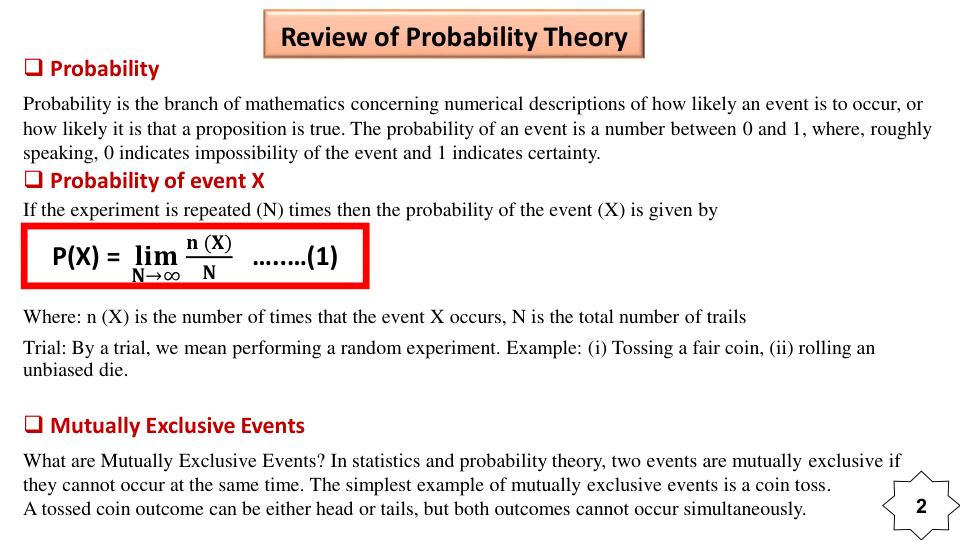 Review of Probability Theory
❑ Probability
Probability is the branch of mathematics concerning numerical descriptions of how likely an event is to occur, or
how likely it is that a proposition is true. The probability of an event is a number between 0 and 1, where, roughly
speaking, 0 indicates impossibility of the event and 1 indicates certainty.
❑ Probability of event X
If the experiment is repeated (N) times then the probability of the event (X) is given by
P(X) = lim N→∞ n (X) / N ........(1)
Where: n (X) is the number of times that the event X occurs, N is the total number of trails
Trial: By a trial, we mean performing a random experiment. Example: (i) Tossing a fair coin, (ii) rolling an
unbiased die.
❑ Mutually Exclusive Events
What are Mutually Exclusive Events? In statistics and probability theory, two events are mutually exclusive if
they cannot occur at the same time. The simplest example of mutually exclusive events is a coin toss.
A tossed coin outcome can be either head or tails, but both outcomes cannot occur simultaneously.
2